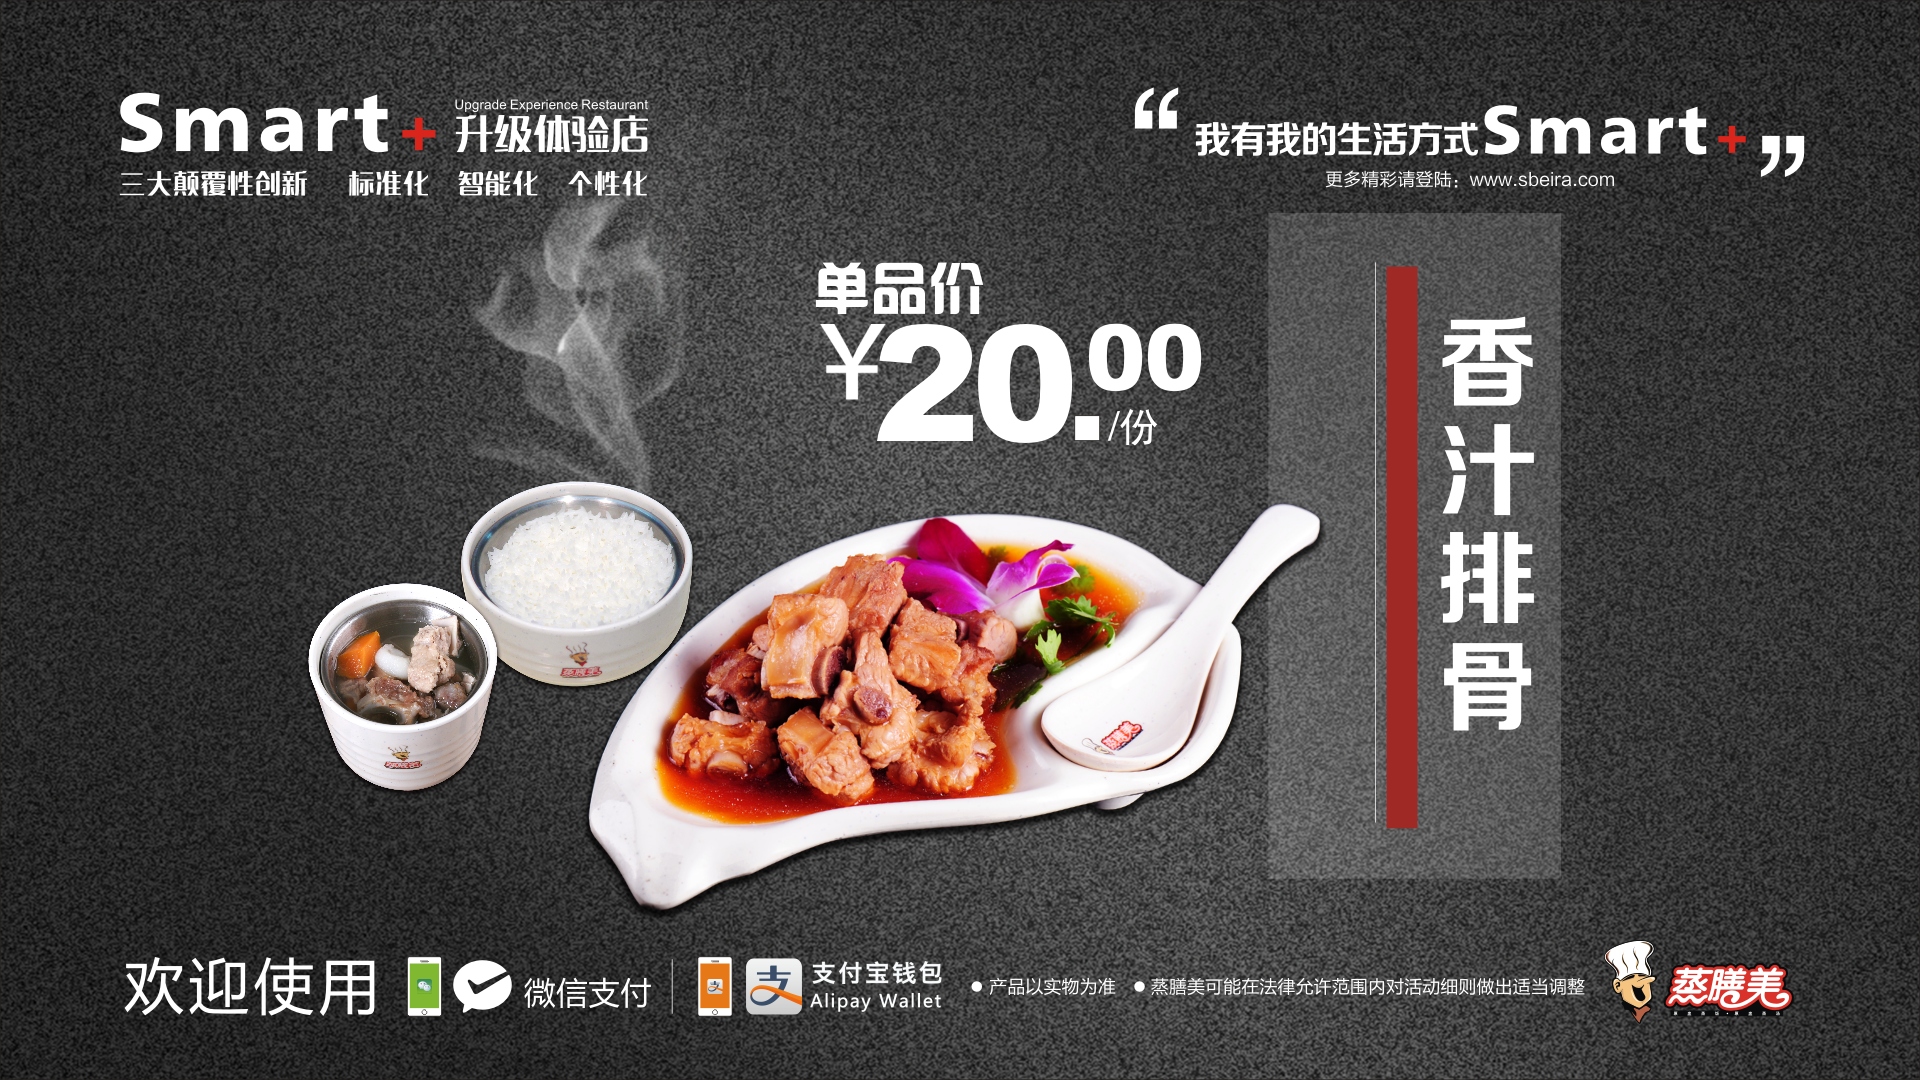 Smart+
Upgrade Experience Restaurant
升级体验店
三大颠覆性创新 标准化 智能化 个性化
“我有我的生活方式Smart+”
更多精彩请登陆：www.sbeira.com
单品价
¥20.00/份
香汁排骨
蒸膳美
欢迎使用
微信支付
支付宝钱包
Alipay Wallet
支
●产品以实物为准 ●蒸膳美可能在法律允许范围内对活动细则做出适当调整
蒸膳美